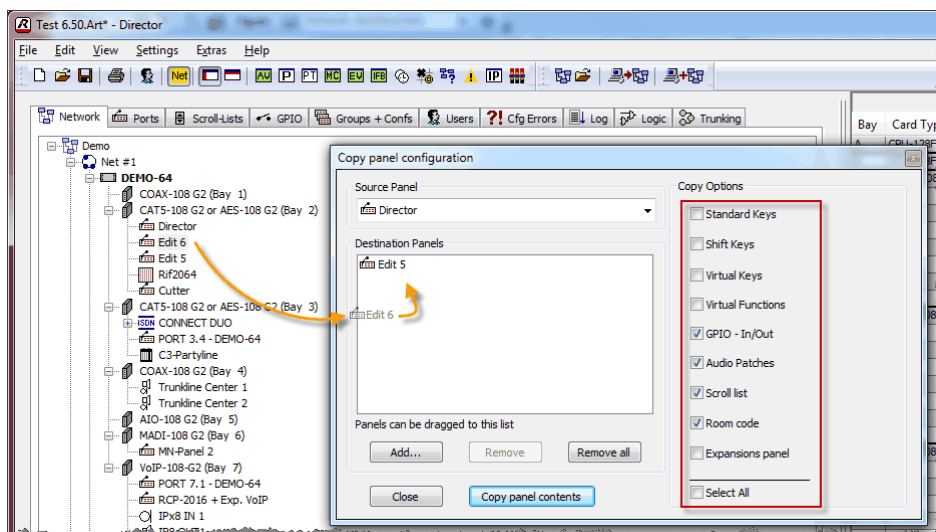 Test 6.50.Art* - Director
File Edit View Settings Extras Help
Net AV P PT MC EV IFB IP
Network Ports Scroll-Lists GPIO Groups + Confs Users ?! Cfg Errors Log Logic Trunking
Bay Card Typ
Demo
Net #1
DEMO-64
COAX-108 G2 (Bay 1)
CAT5-108 G2 or AES-108 G2 (Bay 2)
Director
Edit 6
Edit 5
Rif2064
Cutter
CAT5-108 G2 or AES-108 G2 (Bay 3)
ISDN CONNECT DUO
PORT 3.4 - DEMO-64
C3-Partyline
COAX-108 G2 (Bay 4)
Trunkline Center 1
Trunkline Center 2
AIO-108 G2 (Bay 5)
MADI-108 G2 (Bay 6)
MN-Panel 2
VoIP-108-G2 (Bay 7)
PORT 7.1 - DEMO-64
RCP-2016 + Exp. VoIP
IPx8 IN 1
Copy panel configuration
Source Panel
Director
Destination Panels
Edit 5
Edit 6
Panels can be dragged to this list
Add... Remove Remove all
Close Copy panel contents
Copy Options
Standard Keys
Shift Keys
Virtual Keys
Virtual Functions
GPIO - In/Out
Audio Patches
Scroll list
Room code
Expansions panel
Select All